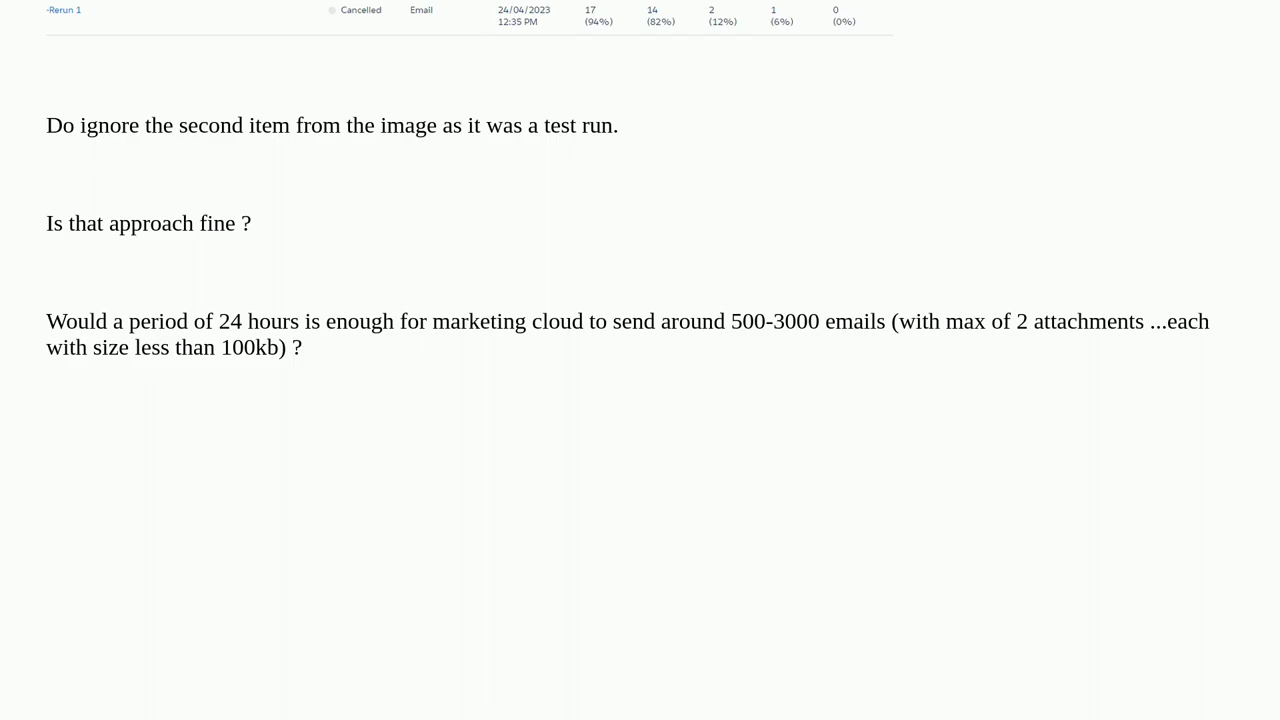 -Rerun 1 Cancelled Email 24/04/2023 17 14 2 1 0
12:35 PM (94%) (82%) (12%) (6%) (0%)
Do ignore the second item from the image as it was a test run.
Is that approach fine ?
Would a period of 24 hours is enough for marketing cloud to send around 500-3000 emails (with max of 2 attachments ...each
with size less than 100kb) ?